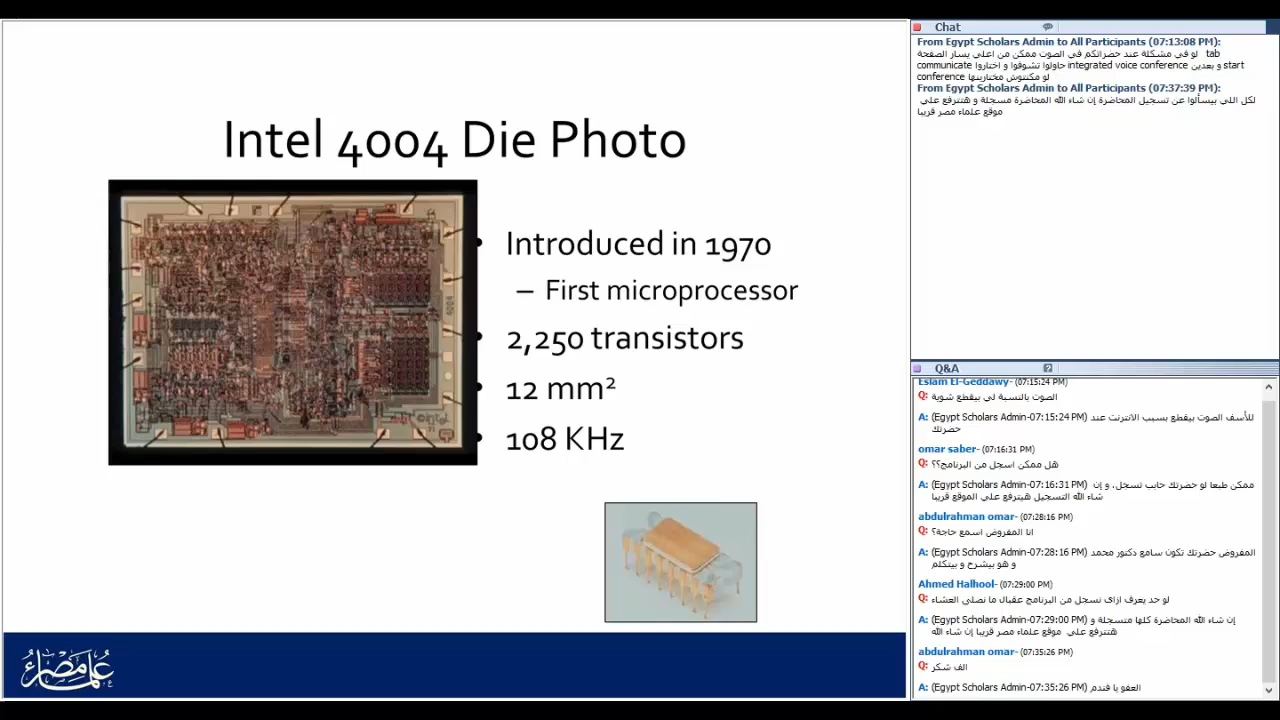 Intel 4004 Die Photo
• Introduced in 1970
– First microprocessor
• 2,250 transistors
• 12 mm²
• 108 KHz
علماء مصر
Chat
From Egypt Scholars Admin to All Participants (07:13:08 PM):
لو في مشكلة عند حضراتكم في الصوت ممكن من اعلي يسار الصفحة tab
communicate حاولوا تشوفوا و اختاروا integrated voice conference و بعدين start
conference لو مكنتوش مختارينها
From Egypt Scholars Admin to All Participants (07:37:39 PM):
لكل اللي بيسألوا عن تسجيل المحاضرة إن شاء الله المحاضرة مسجلة و هتترفع علي
موقع علماء مصر قريبا
Q&A
Eslam El-Geddawy- (07:15:24 PM)
Q: الصوت بالنسبة لي بيقطع شوية
A: (Egypt Scholars Admin-07:15:24 PM) للأسف الصوت بيقطع بسبب الانترنت عند
حضرتك
omar saber- (07:16:31 PM)
Q: هل ممكن اسجل من البرنامج؟؟
A: (Egypt Scholars Admin-07:16:31 PM) ممكن طبعا لو حضرتك حابب تسجل، و إن
شاء الله التسجيل هيترفع علي الموقع قريبا
abdulrahman omar- (07:28:16 PM)
Q: انا المفروض اسمع حاجة؟
A: (Egypt Scholars Admin-07:28:16 PM) المفروض حضرتك تكون سامع دكتور محمد
و هو بيشرح و بيتكلم
Ahmed Halhool- (07:29:00 PM)
Q: لو حد يعرف ازاى نسجل من البرنامج عقبال ما نصلى العشاء
A: (Egypt Scholars Admin-07:29:00 PM) إن شاء الله المحاضرة كلها متسجلة و
هتترفع علي موقع علماء مصر قريبا إن شاء الله
abdulrahman omar- (07:35:26 PM)
Q: الف شكر
A: (Egypt Scholars Admin-07:35:26 PM) العفو يا فندم